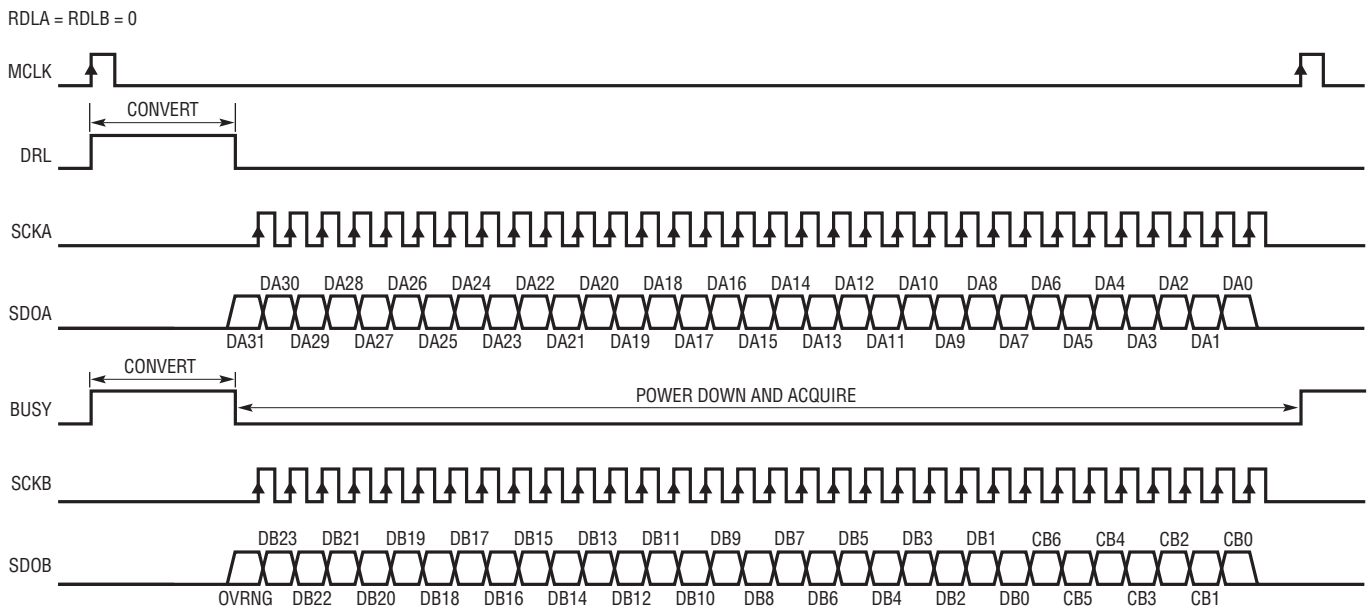 RDLA = RDLB = 0
MCLK
CONVERT
DRL
SCKA
DA30 DA28 DA26 DA24 DA22 DA20 DA18 DA16 DA14 DA12 DA10 DA8 DA6 DA4 DA2 DA0
SDOA
DA31 DA29 DA27 DA25 DA23 DA21 DA19 DA17 DA15 DA13 DA11 DA9 DA7 DA5 DA3 DA1
CONVERT
BUSY POWER DOWN AND ACQUIRE
SCKB
DB23 DB21 DB19 DB17 DB15 DB13 DB11 DB9 DB7 DB5 DB3 DB1 CB6 CB4 CB2 CB0
SDOB
OVRNG DB22 DB20 DB18 DB16 DB14 DB12 DB10 DB8 DB6 DB4 DB2 DB0 CB5 CB3 CB1